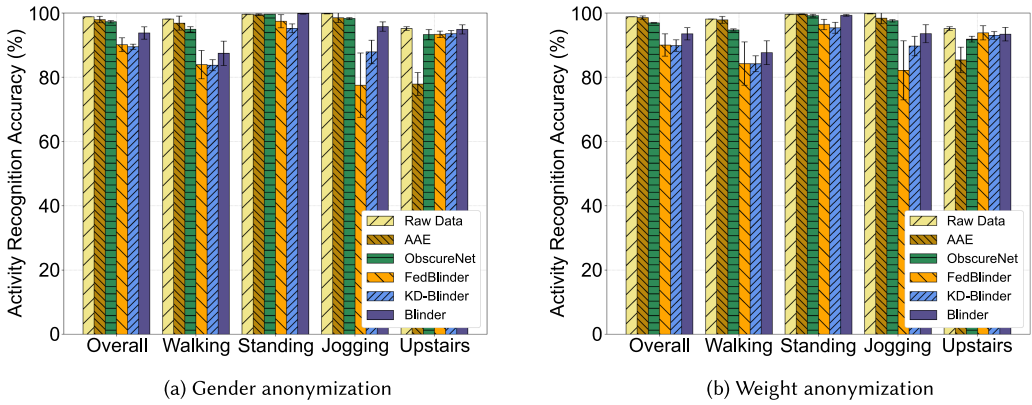 Activity Recognition Accuracy (%)
100
80
60
40
20
0
Raw Data
AAE
ObscureNet
FedBlinder
KD-Blinder
Blinder
Overall Walking Standing Jogging Upstairs
(a) Gender anonymization
Activity Recognition Accuracy (%)
100
80
60
40
20
0
Raw Data
AAE
ObscureNet
FedBlinder
KD-Blinder
Blinder
Overall Walking Standing Jogging Upstairs
(b) Weight anonymization